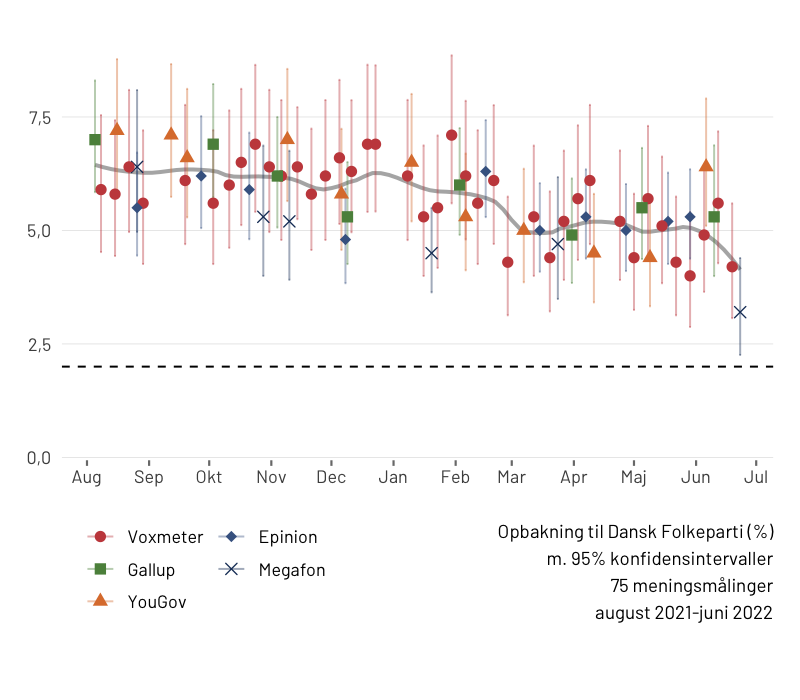 7,5
5,0
2,5
0,0
Aug Sep Okt Nov Dec Jan Feb Mar Apr Maj Jun Jul
Voxmeter Epinion
Gallup Megafon
YouGov
Opbakning til Dansk Folkeparti (%)
m. 95% konfidensintervaller
75 meningsmålinger
august 2021-juni 2022